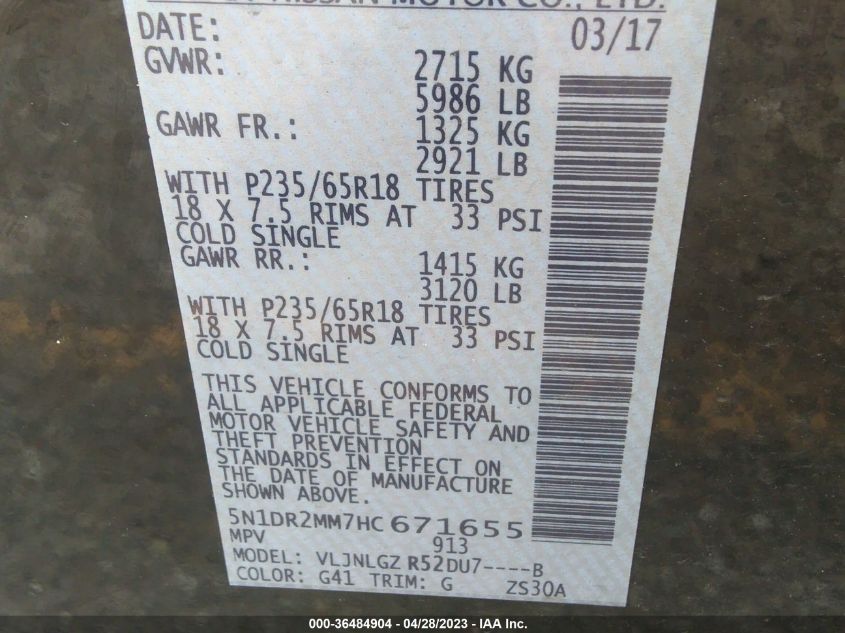 NISSAN MOTOR CO., LTD.
DATE: 03/17
GVWR: 2715 KG
5986 LB
GAWR FR.: 1325 KG
2921 LB
WITH P235/65R18 TIRES
18 X 7.5 RIMS AT 33 PSI
COLD SINGLE
GAWR RR.: 1415 KG
3120 LB
WITH P235/65R18 TIRES
18 X 7.5 RIMS AT 33 PSI
COLD SINGLE
THIS VEHICLE CONFORMS TO
ALL APPLICABLE FEDERAL
MOTOR VEHICLE SAFETY AND
THEFT PREVENTION
STANDARDS IN EFFECT ON
THE DATE OF MANUFACTURE
SHOWN ABOVE.
5N1DR2MM7HC 671655
MPV 913
MODEL: VLJNLGZ R52DU7----B
COLOR: G41 TRIM: G ZS30A
000-36484904 - 04/28/2023 - IAA Inc.